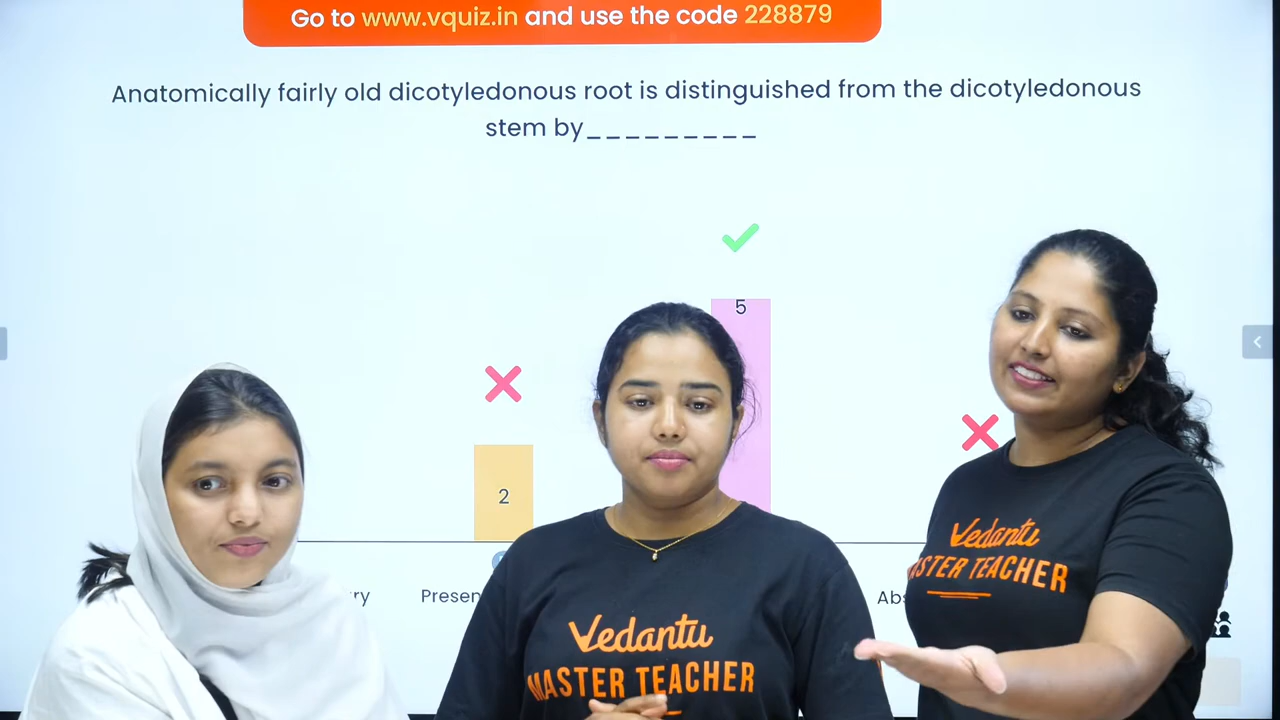 Go to www.vquiz.in and use the code 228879
Anatomically fairly old dicotyledonous root is distinguished from the dicotyledonous
stem by_________
5
2
Vedantu
MASTER TEACHER
Vedantu
TEACHER